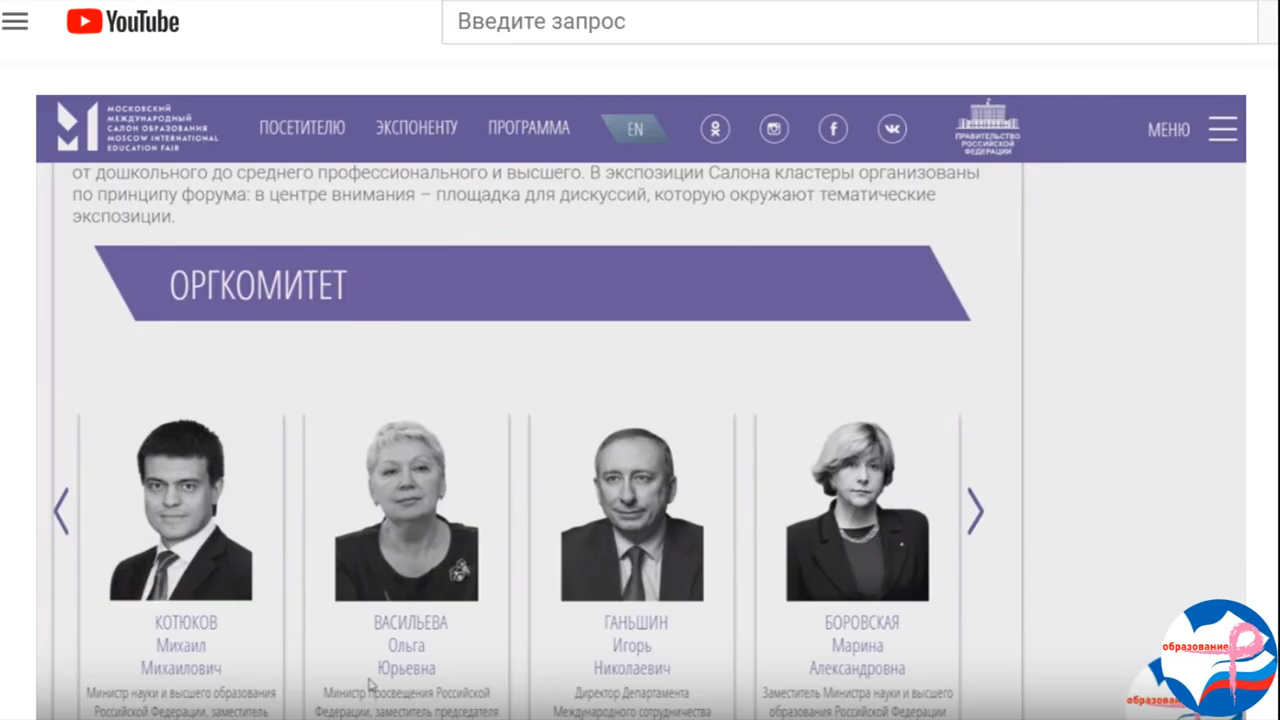 YouTube
Введите запрос
МОСКОВСКИЙ
МЕЖДУНАРОДНЫЙ
САЛОН ОБРАЗОВАНИЯ
MOSCOW INTERNATIONAL
EDUCATION FAIR
ПОСЕТИТЕЛЮ
ЭКСПОНЕНТУ
ПРОГРАММА
EN
ПРАВИТЕЛЬСТВО
РОССИЙСКОЙ
ФЕДЕРАЦИИ
МЕНЮ
от дошкольного до среднего профессионального и высшего. В экспозиции Салона кластеры организованы
по принципу форума: в центре внимания – площадка для дискуссий, которую окружают тематические
экспозиции.
ОРГКОМИТЕТ
КОТЮКОВ
Михаил
Михаилович
Министр науки и высшего образования
Российской Федерации, заместитель
ВАСИЛЬЕВА
Ольга
Юрьевна
Министр просвещения Российской
Федерации, заместитель председателя
ГАНЬШИН
Игорь
Николаевич
Директор Департамента
Международного сотрудничества
БОРОВСКАЯ
Марина
Александровна
Заместитель Министра науки и высшего
образования Российской Федерации
образование
образован